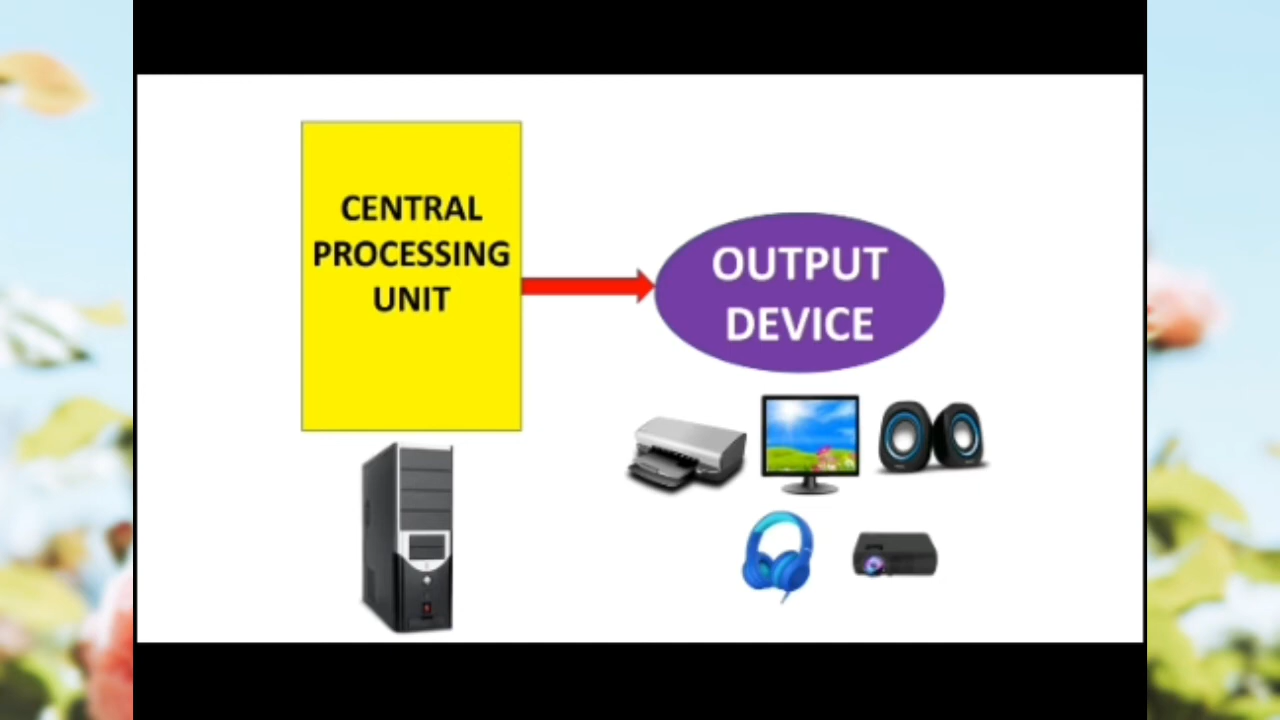 CENTRAL
PROCESSING
UNIT
OUTPUT
DEVICE